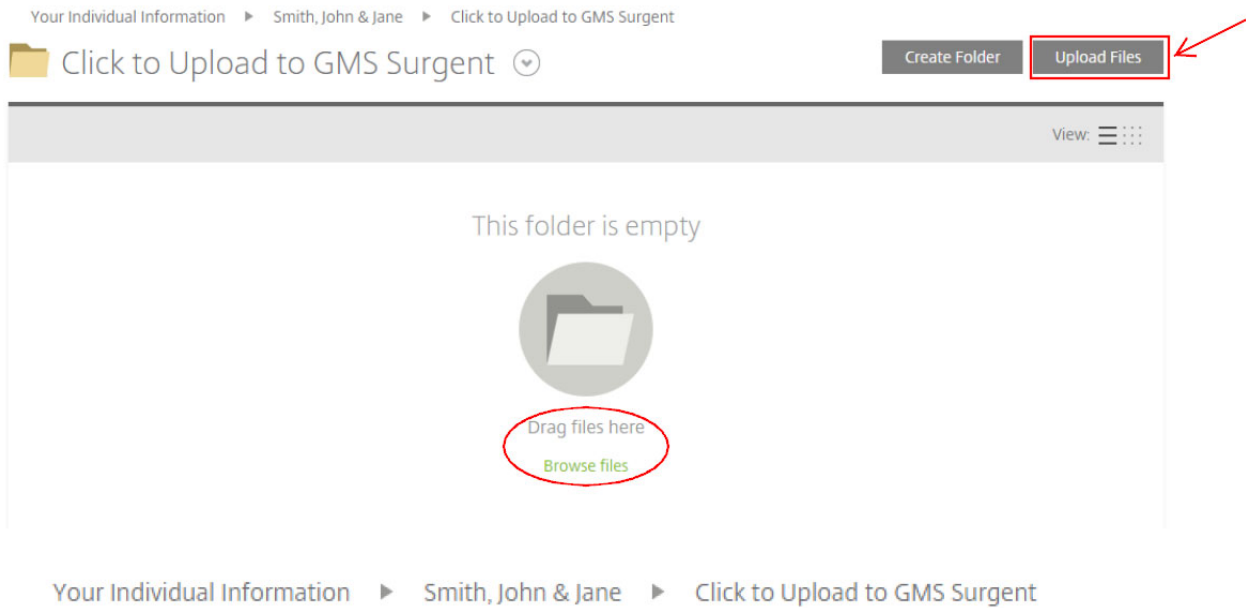 Your Individual Information ▶ Smith, John & Jane ▶ Click to Upload to GMS Surgent
Click to Upload to GMS Surgent
Create Folder
Upload Files
View:
This folder is empty
Drag files here
Browse files
Your Individual Information ▶ Smith, John & Jane ▶ Click to Upload to GMS Surgent